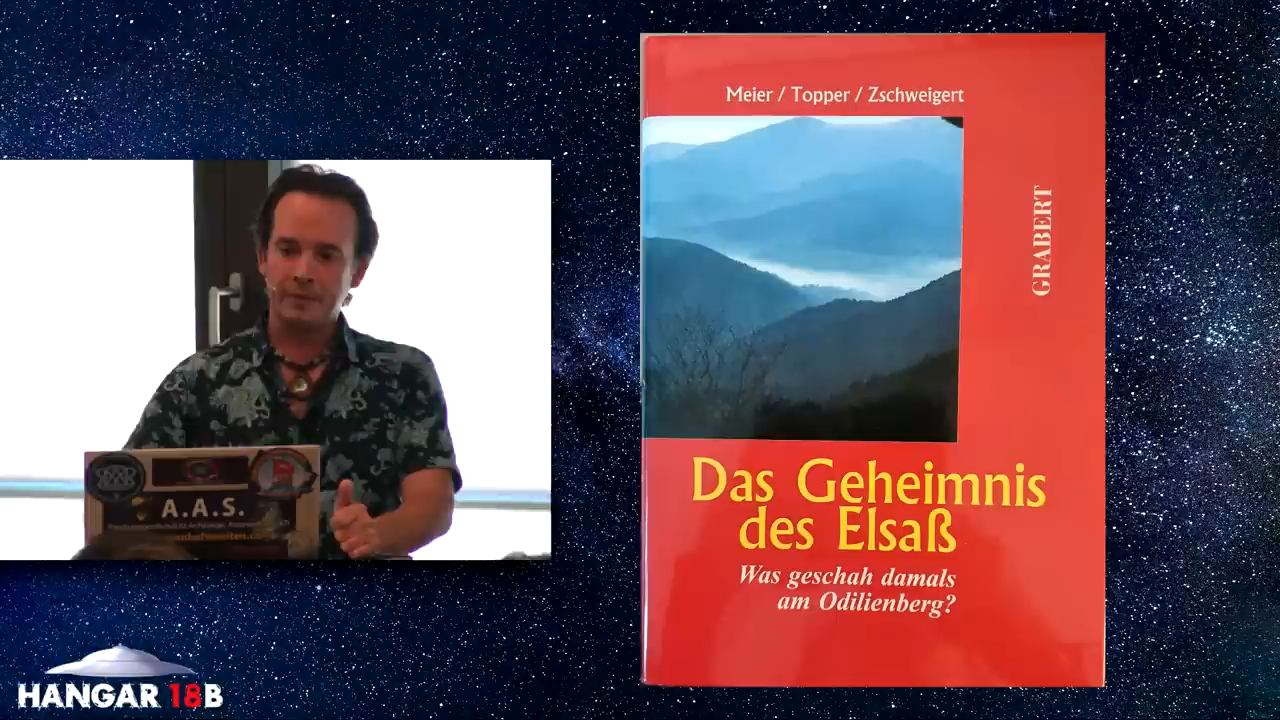 Meier / Topper / Zschweigert
GRABERT
Das Geheimnis
des Elsaß
Was geschah damals
am Odilienberg?
A.A.S.
HANGAR 18B